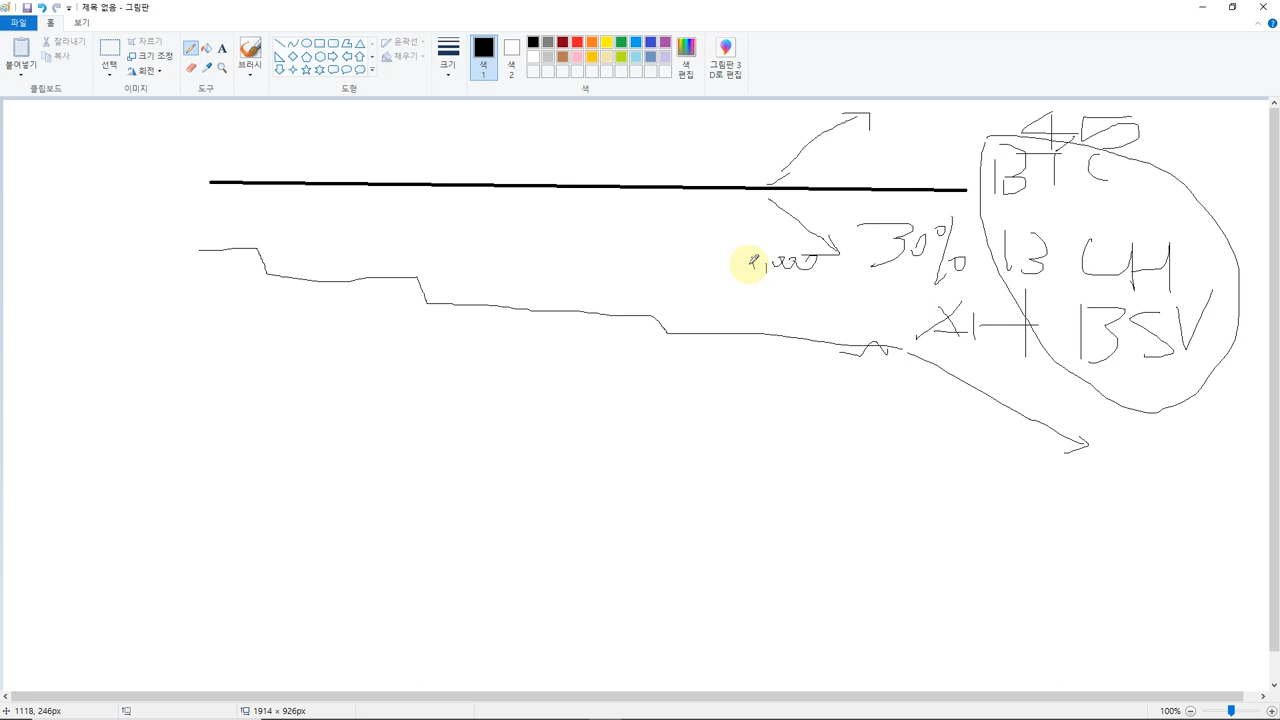 제목 없음 - 그림판
파일 홈 보기
붙여넣기
잘라내기
복사
클립보드
선택
자르기
크기 조정
회전
이미지
A
도구
브러시
윤곽선
채우기
도형
크기
색 1
색 2
색 편집
색
그림판 3D로 편집
45
BTC
30%
BCH
BSV
1118, 246px
1914 × 926px
100%